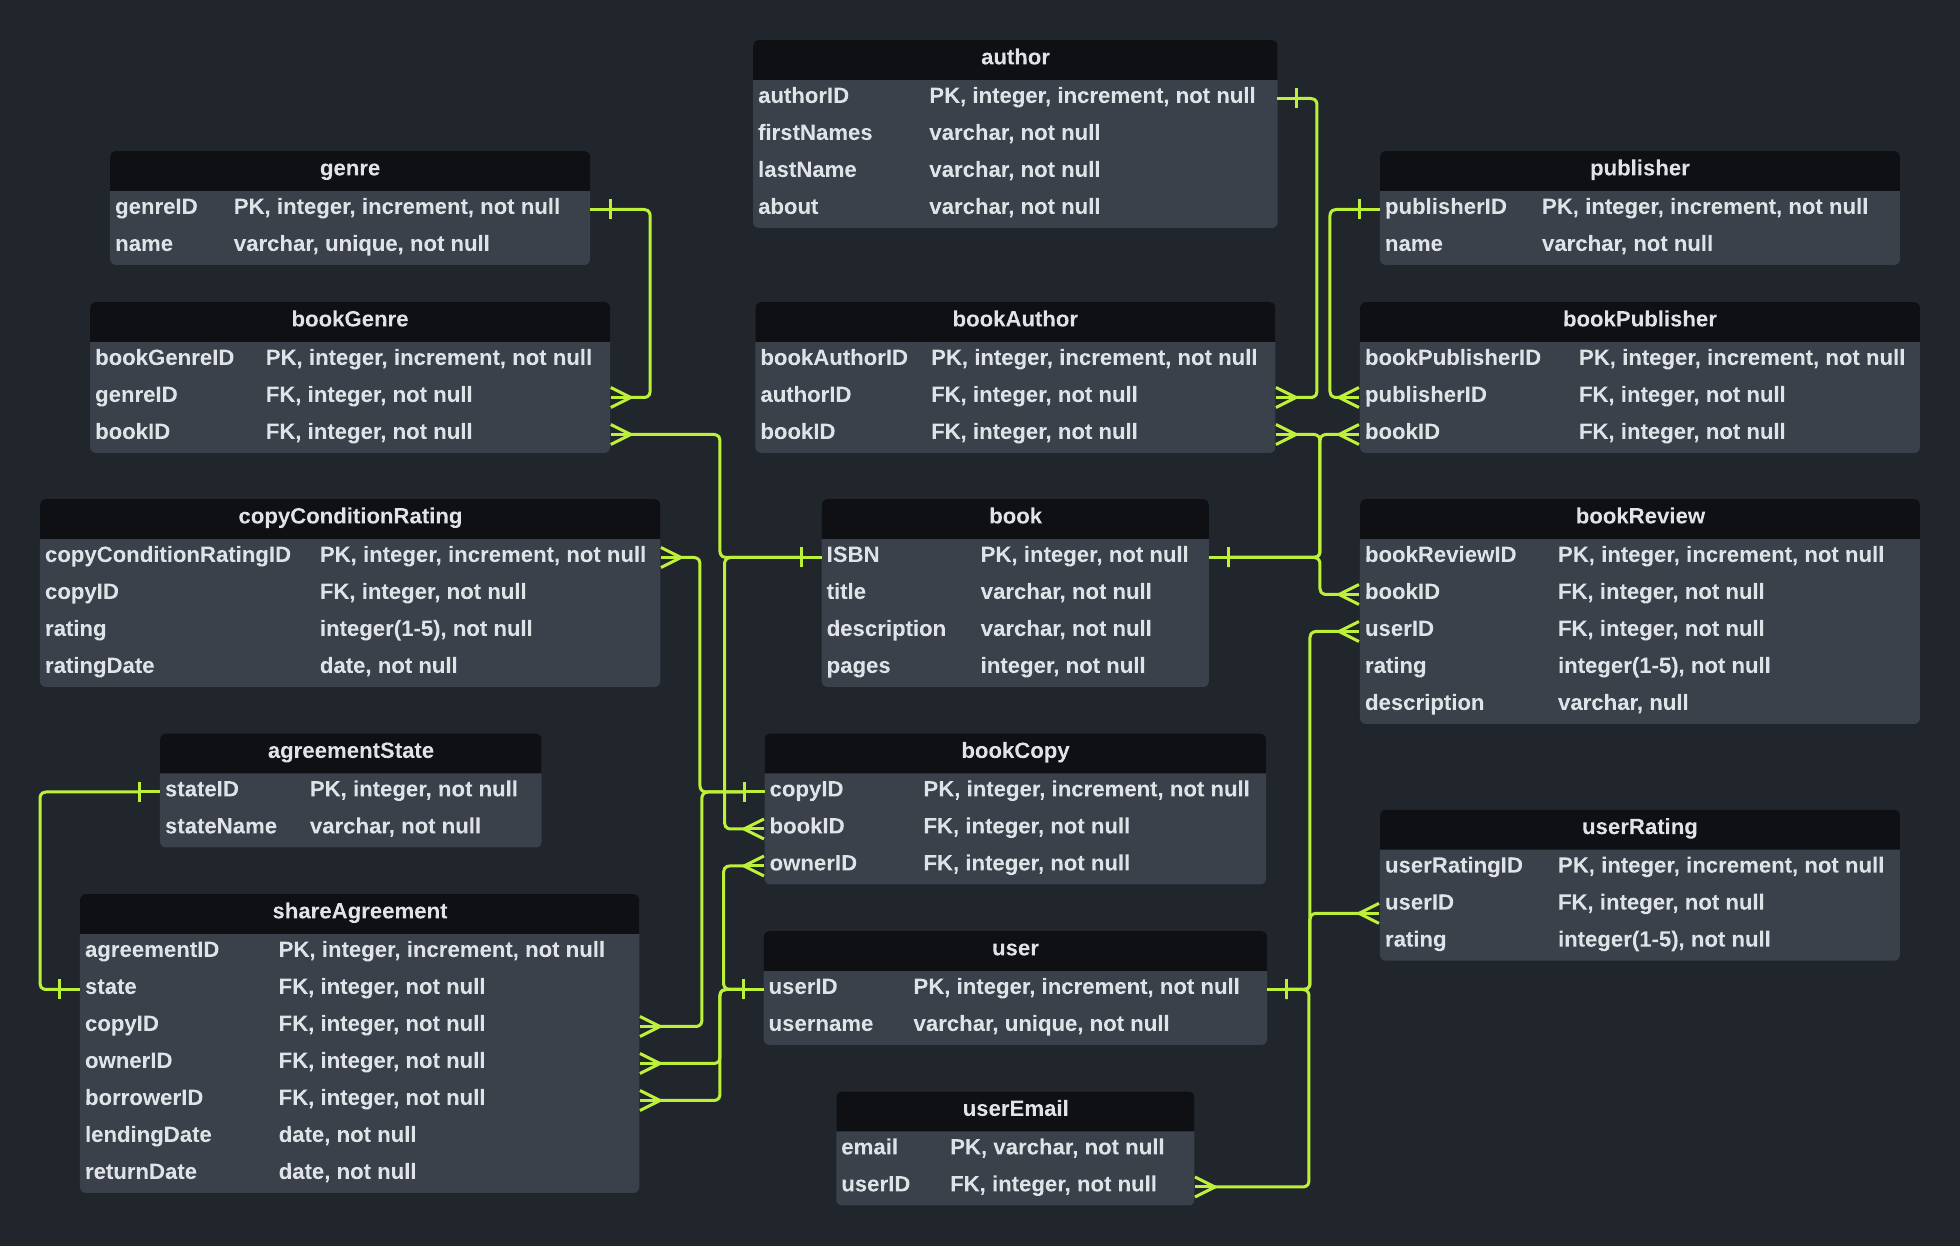 author
authorID PK, integer, increment, not null
firstNames varchar, not null
lastName varchar, not null
about varchar, not null
genre
genreID PK, integer, increment, not null
name varchar, unique, not null
publisher
publisherID PK, integer, increment, not null
name varchar, not null
bookGenre
bookGenreID PK, integer, increment, not null
genreID FK, integer, not null
bookID FK, integer, not null
bookAuthor
bookAuthorID PK, integer, increment, not null
authorID FK, integer, not null
bookID FK, integer, not null
bookPublisher
bookPublisherID PK, integer, increment, not null
publisherID FK, integer, not null
bookID FK, integer, not null
copyConditionRating
copyConditionRatingID PK, integer, increment, not null
copyID FK, integer, not null
rating integer(1-5), not null
ratingDate date, not null
book
ISBN PK, integer, not null
title varchar, not null
description varchar, not null
pages integer, not null
bookReview
bookReviewID PK, integer, increment, not null
bookID FK, integer, not null
userID FK, integer, not null
rating integer(1-5), not null
description varchar, null
agreementState
stateID PK, integer, not null
stateName varchar, not null
bookCopy
copyID PK, integer, increment, not null
bookID FK, integer, not null
ownerID FK, integer, not null
userRating
userRatingID PK, integer, increment, not null
userID FK, integer, not null
rating integer(1-5), not null
shareAgreement
agreementID PK, integer, increment, not null
state FK, integer, not null
copyID FK, integer, not null
ownerID FK, integer, not null
borrowerID FK, integer, not null
lendingDate date, not null
returnDate date, not null
user
userID PK, integer, increment, not null
username varchar, unique, not null
userEmail
email PK, varchar, not null
userID FK, integer, not null